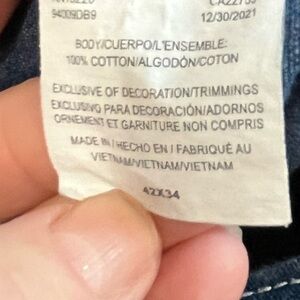 94009DB9 12/30/2021
BODY/CUERPO/L'ENSEMBLE:
100% COTTON/ALGODÓN/COTON
EXCLUSIVE OF DECORATION/TRIMMINGS
EXCLUSIVO PARA DECORACIÓN/ADORNOS
ORNEMENT ET GARNITURE NON COMPRIS
MADE IN / HECHO EN / FABRIQUÉ AU
VIETNAM/VIETNAM/VIETNAM
42X34